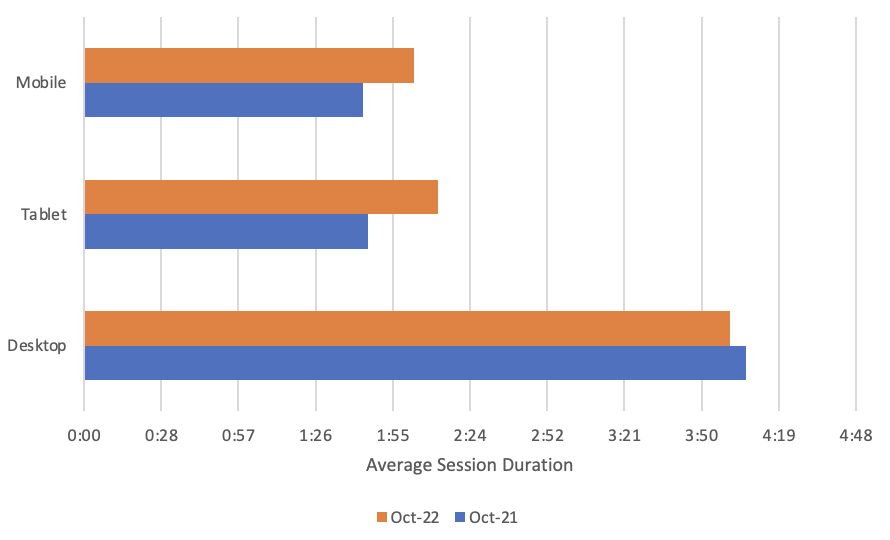 Mobile
Tablet
Desktop
0:00 0:28 0:57 1:26 1:55 2:24 2:52 3:21 3:50 4:19 4:48
Average Session Duration
Oct-22 Oct-21